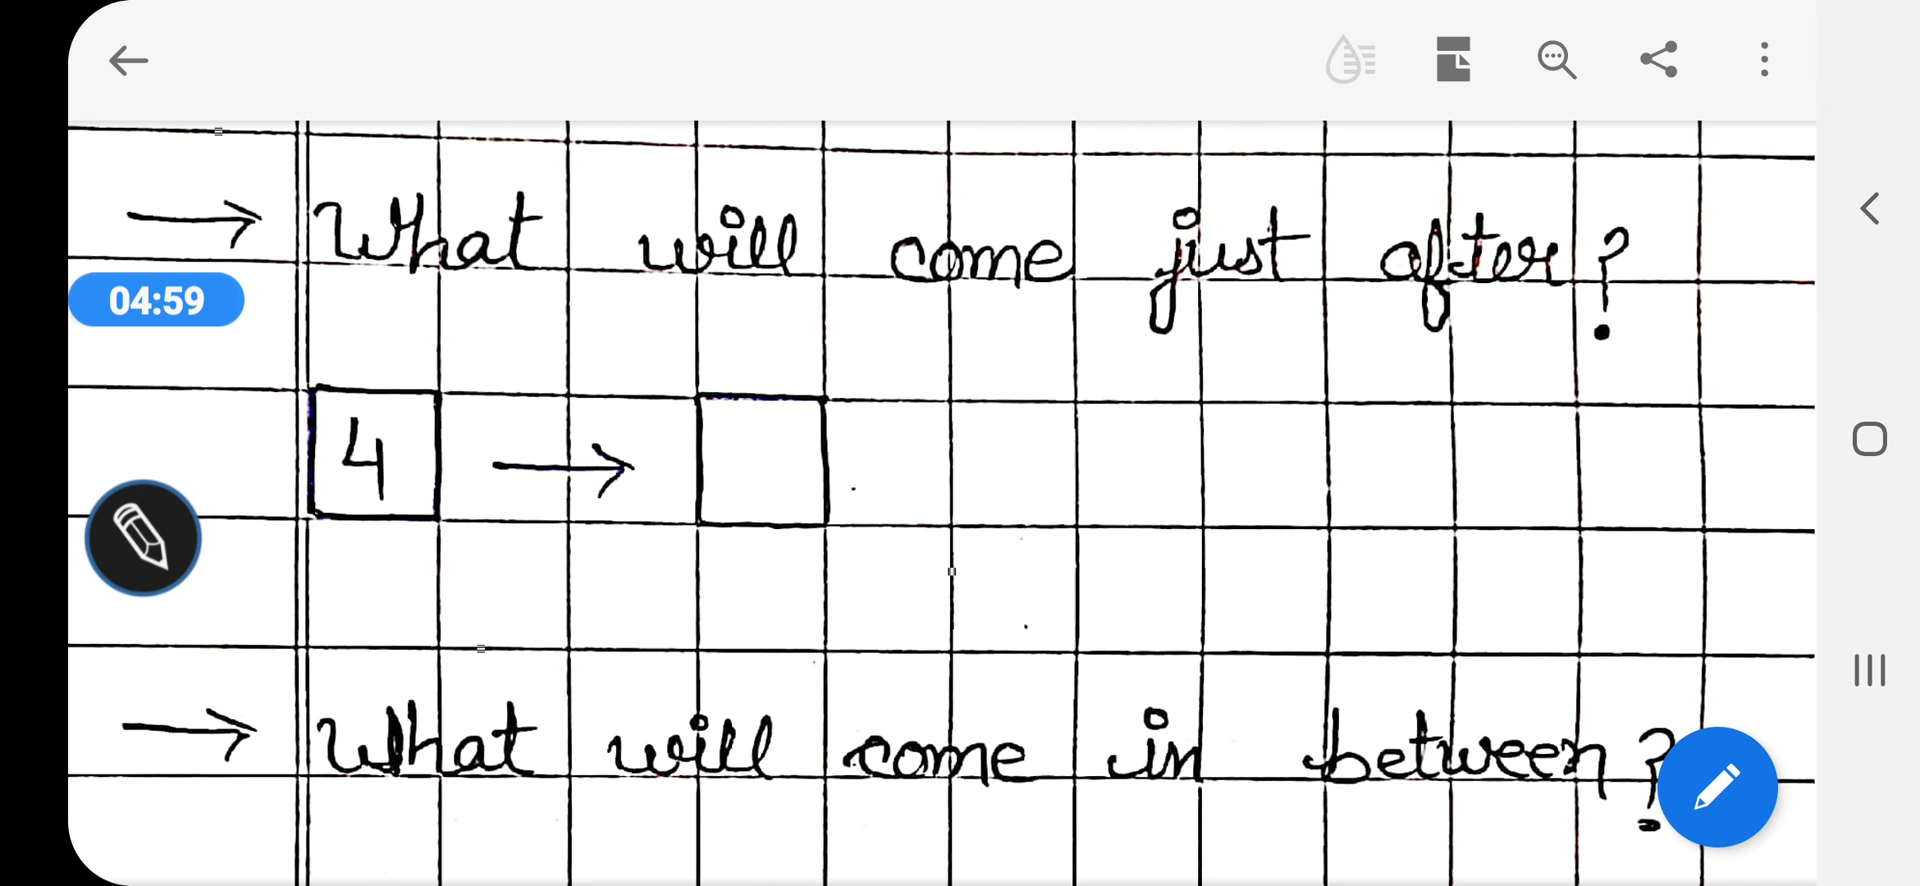 → What will come just after?
04:59
4 →
→ What will come in between?